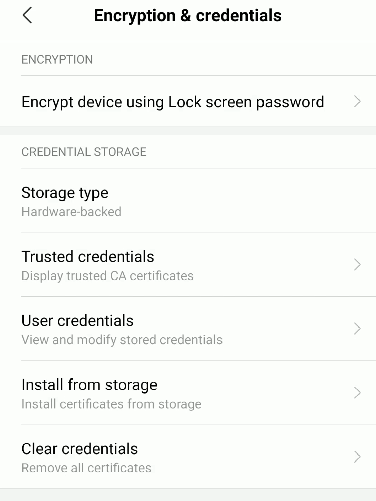 Encryption & credentials
ENCRYPTION
Encrypt device using Lock screen password
CREDENTIAL STORAGE
Storage type
Hardware-backed
Trusted credentials
Display trusted CA certificates
User credentials
View and modify stored credentials
Install from storage
Install certificates from storage
Clear credentials
Remove all certificates